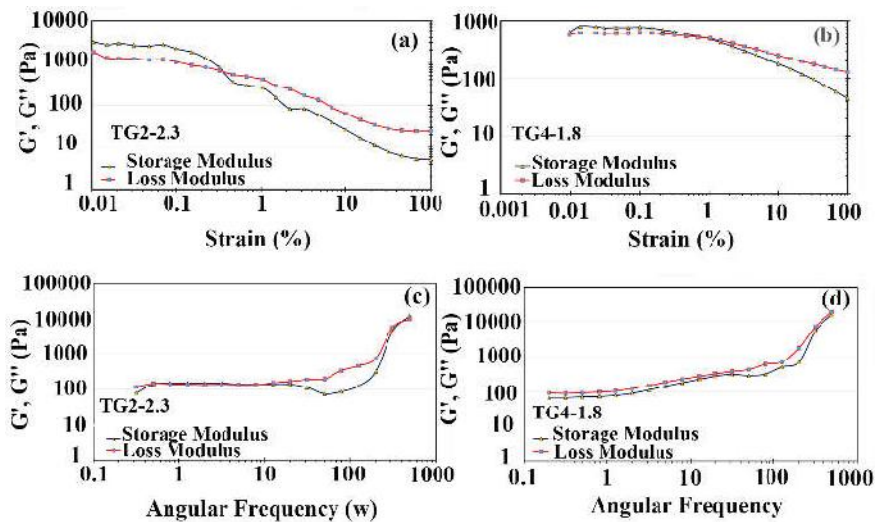 (a)
G', G'' (Pa)
10000
1000
100
10
1
TG2-2.3
Storage Modulus
Loss Modulus
0.01 0.1 1 10 100
Strain (%)
(b)
G', G'' (Pa)
1000
100
10
1
TG4-1.8
Storage Modulus
Loss Modulus
0.001 0.01 0.1 1 10 100
Strain (%)
(c)
G', G'' (Pa)
100000
10000
1000
100
10
1
TG2-2.3
Storage Modulus
Loss Modulus
0.1 1 10 100 1000
Angular Frequency (w)
(d)
G', G'' (Pa)
100000
10000
1000
100
10
1
TG4-1.8
Storage Modulus
Loss Modulus
0.1 1 10 100 1000
Angular Frequency